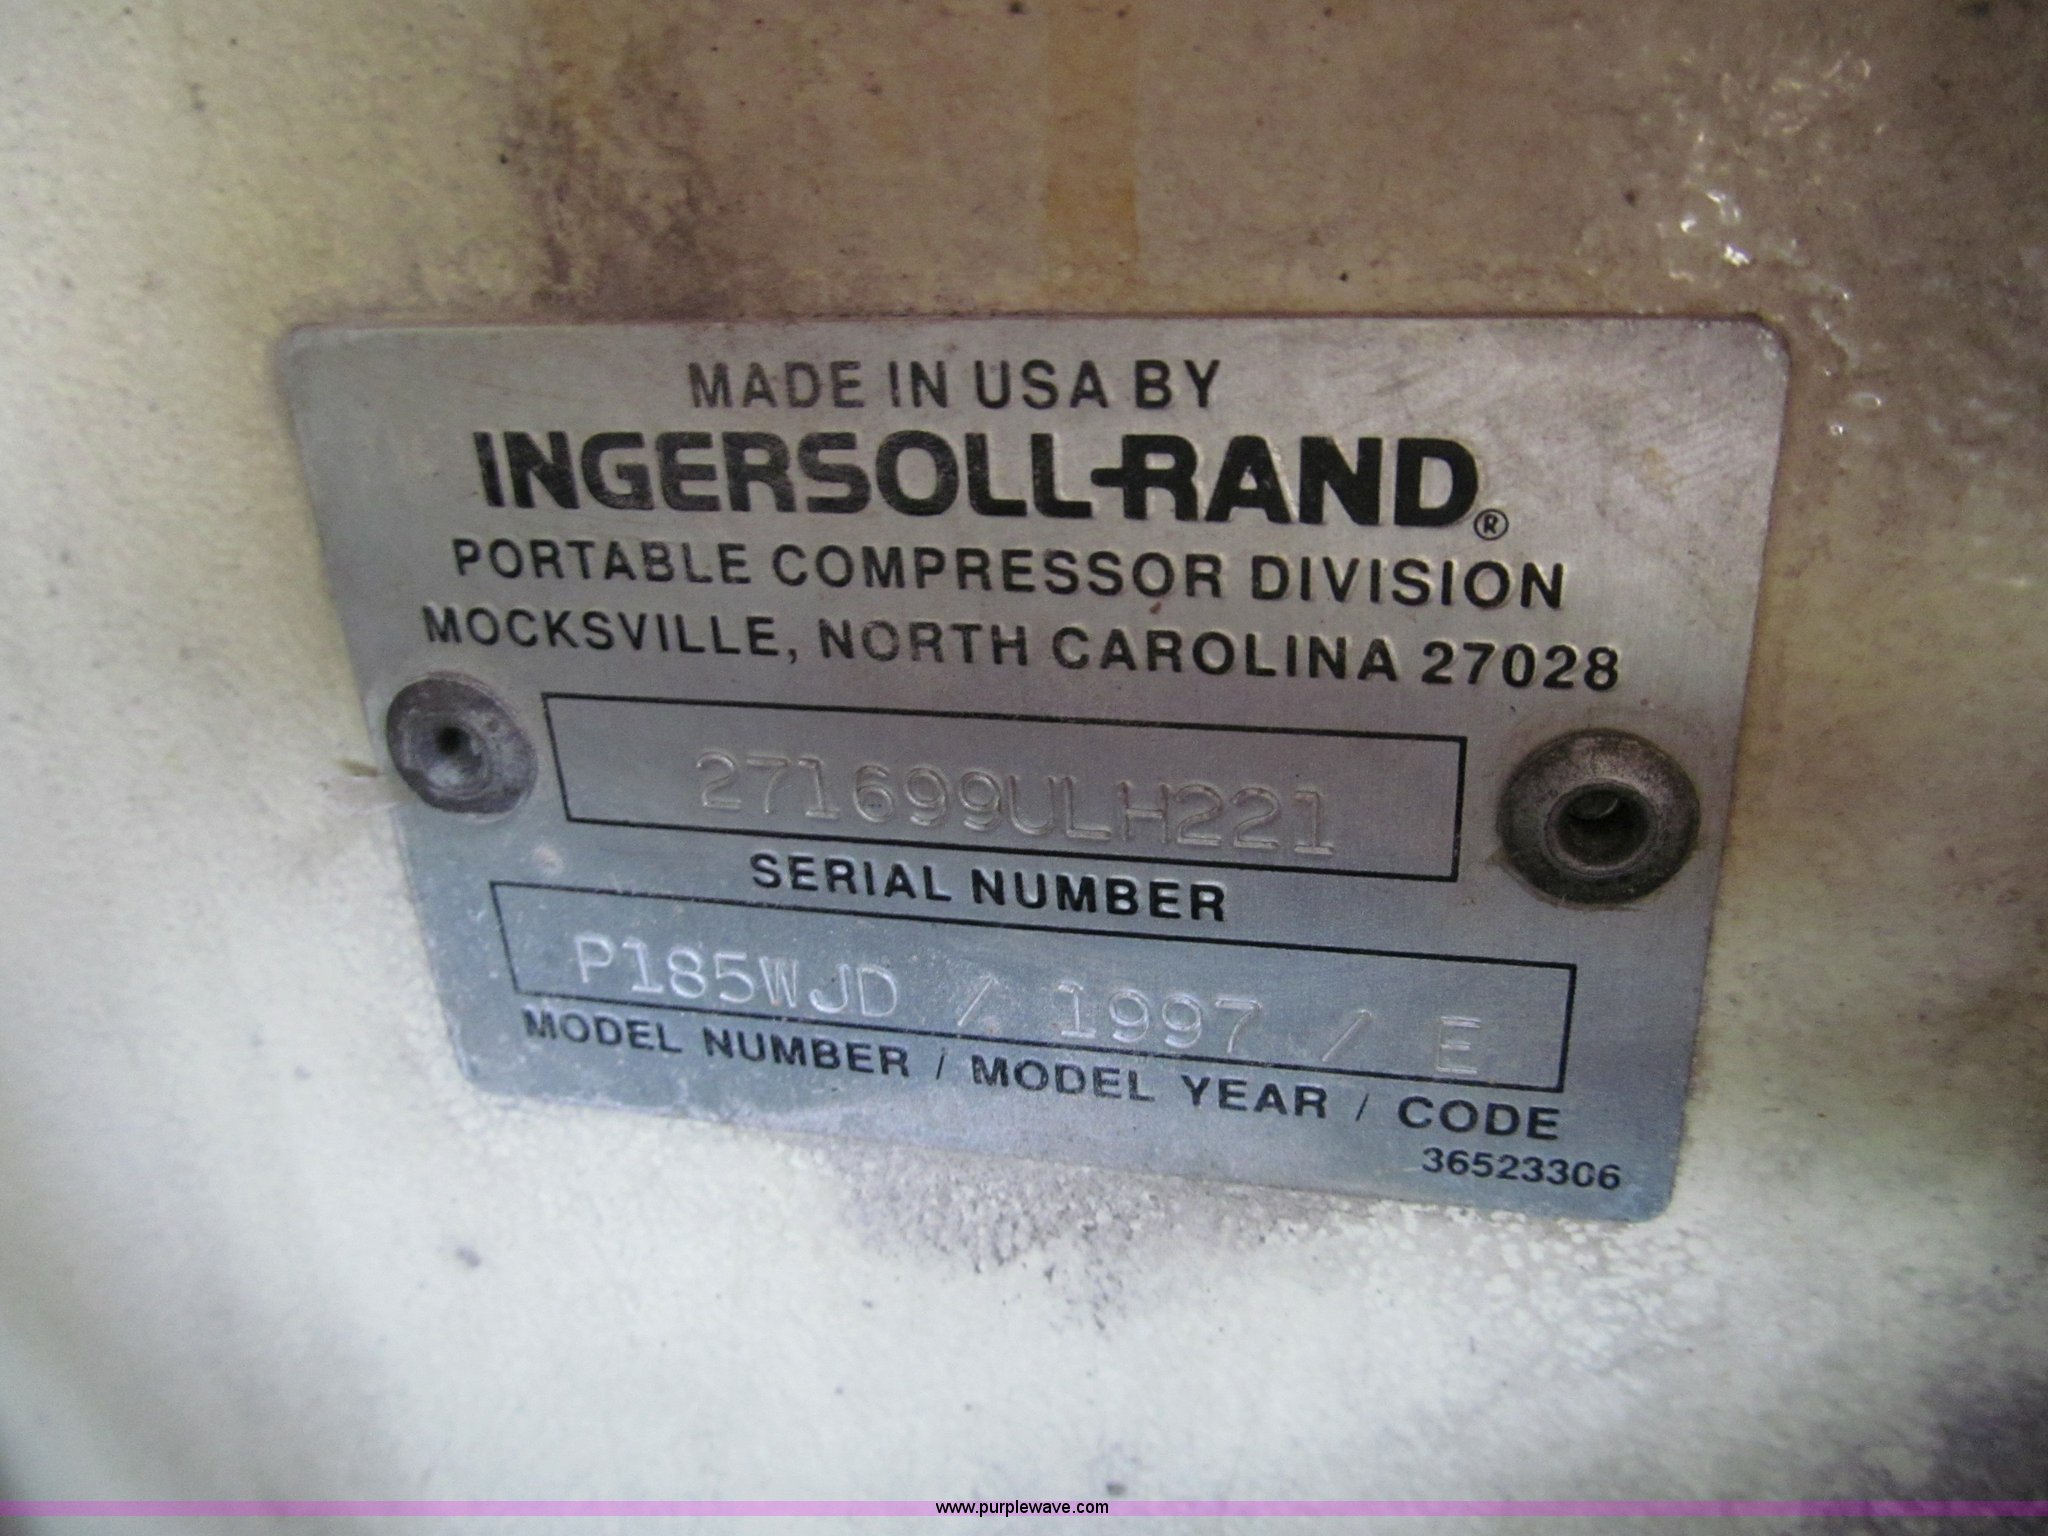 MADE IN USA BY
INGERSOLL-RAND®
PORTABLE COMPRESSOR DIVISION
MOCKSVILLE, NORTH CAROLINA 27028
271699ULH221
SERIAL NUMBER
P185WJD / 1997 / E
MODEL NUMBER / MODEL YEAR / CODE
36523306
www.purplewave.com